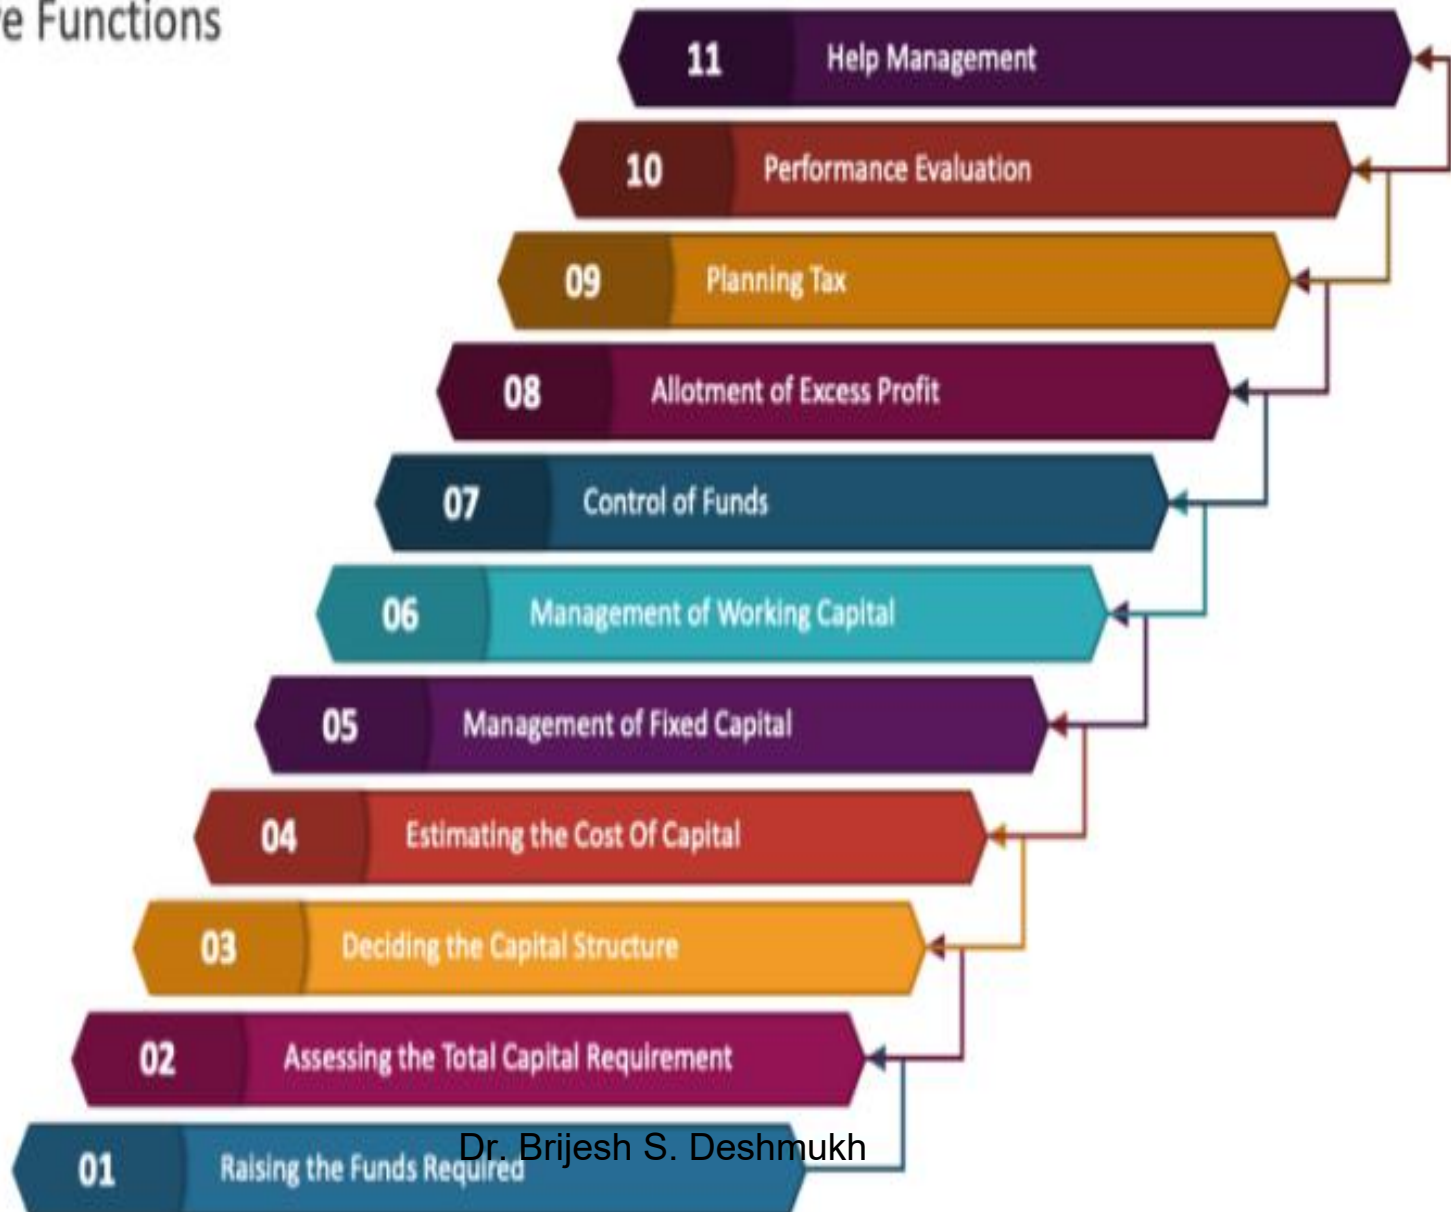 Functions
11 Help Management
10 Performance Evaluation
09 Planning Tax
08 Allotment of Excess Profit
07 Control of Funds
06 Management of Working Capital
05 Management of Fixed Capital
04 Estimating the Cost Of Capital
03 Deciding the Capital Structure
02 Assessing the Total Capital Requirement
Dr. Brijesh S. Deshmukh
01 Raising the Funds Required